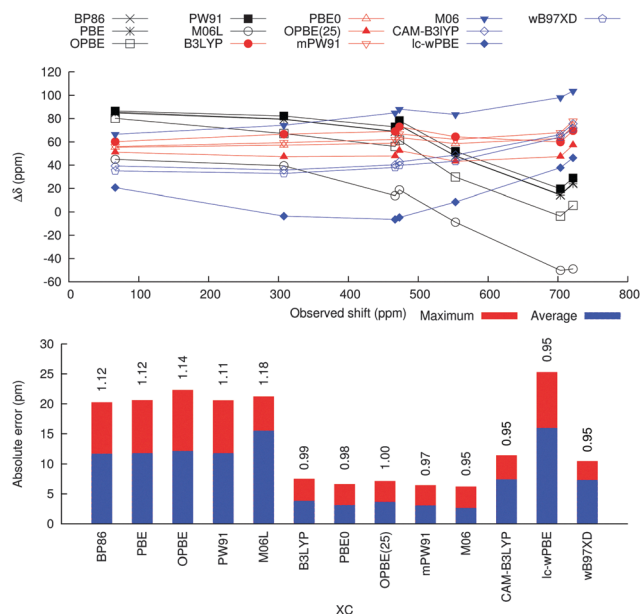 BP86 PW91 PBE0 M06 wB97XD
PBE M06L OPBE(25) CAM-B3lYP
OPBE B3LYP mPW91 lc-wPBE
120
100
80
60
40
20
0
-20
-40
-60
Δδ (ppm)
0 100 200 300 400 500 600 700 800
Observed shift (ppm)
Maximum Average
30
25
20
15
10
5
0
Absolute error (pm)
1.12 1.12 1.14 1.11 1.18 0.99 0.98 1.00 0.97 0.95 0.95 0.95 0.95
BP86 PBE OPBE PW91 M06L B3LYP PBE0 OPBE(25) mPW91 M06 CAM-B3LYP lc-wPBE wB97XD
XC